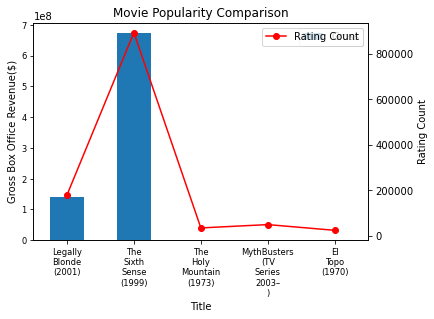 Movie Popularity Comparison
1e8
Gross Box Office Revenue($)
7
6
5
4
3
2
1
0
Rating Count
800000
600000
400000
200000
0
Rating Count
Legally
Blonde
(2001)
The
Sixth
Sense
(1999)
The
Holy
Mountain
(1973)
MythBusters
(TV
Series
2003–
)
El
Topo
(1970)
Title